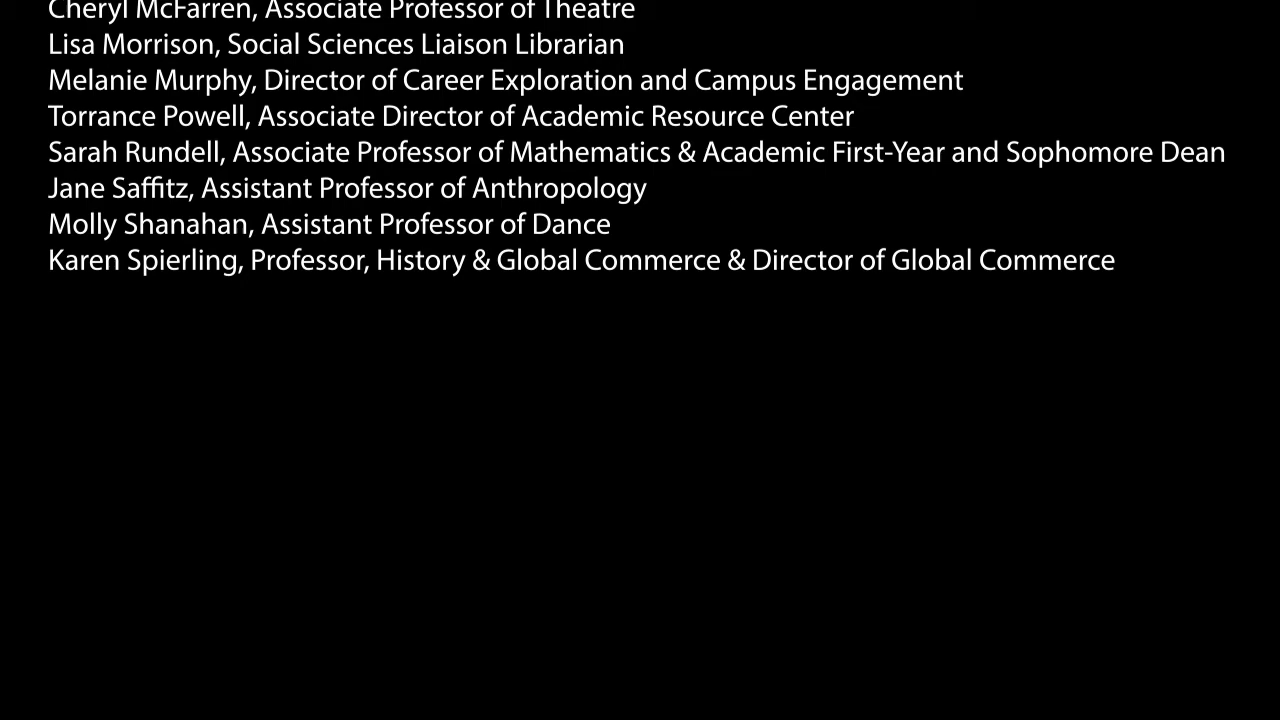 Cheryl McFarren, Associate Professor of Theatre
Lisa Morrison, Social Sciences Liaison Librarian
Melanie Murphy, Director of Career Exploration and Campus Engagement
Torrance Powell, Associate Director of Academic Resource Center
Sarah Rundell, Associate Professor of Mathematics & Academic First-Year and Sophomore Dean
Jane Saffitz, Assistant Professor of Anthropology
Molly Shanahan, Assistant Professor of Dance
Karen Spierling, Professor, History & Global Commerce & Director of Global Commerce